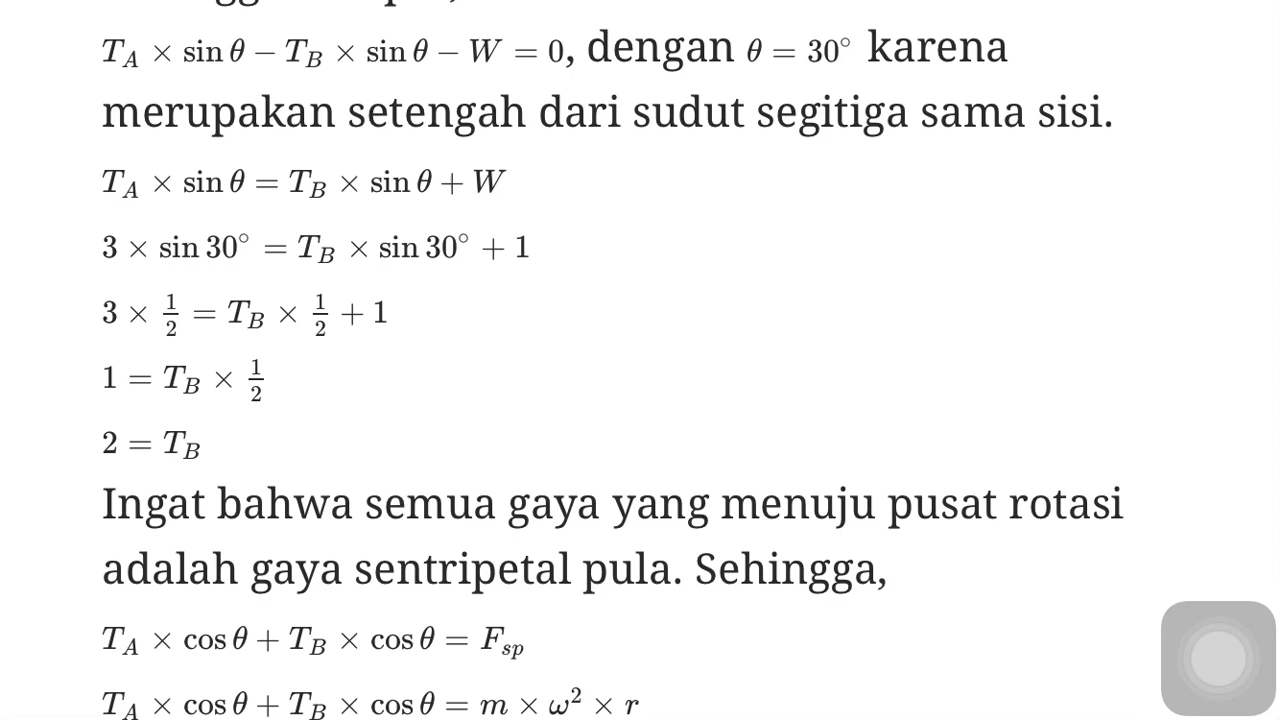 T_A × sin θ − T_B × sin θ − W = 0, dengan θ = 30° karena
merupakan setengah dari sudut segitiga sama sisi.
T_A × sin θ = T_B × sin θ + W
3 × sin 30° = T_B × sin 30° + 1
3 × 1/2 = T_B × 1/2 + 1
1 = T_B × 1/2
2 = T_B
Ingat bahwa semua gaya yang menuju pusat rotasi
adalah gaya sentripetal pula. Sehingga,
T_A × cos θ + T_B × cos θ = F_sp
T_A × cos θ + T_B × cos θ = m × ω² × r